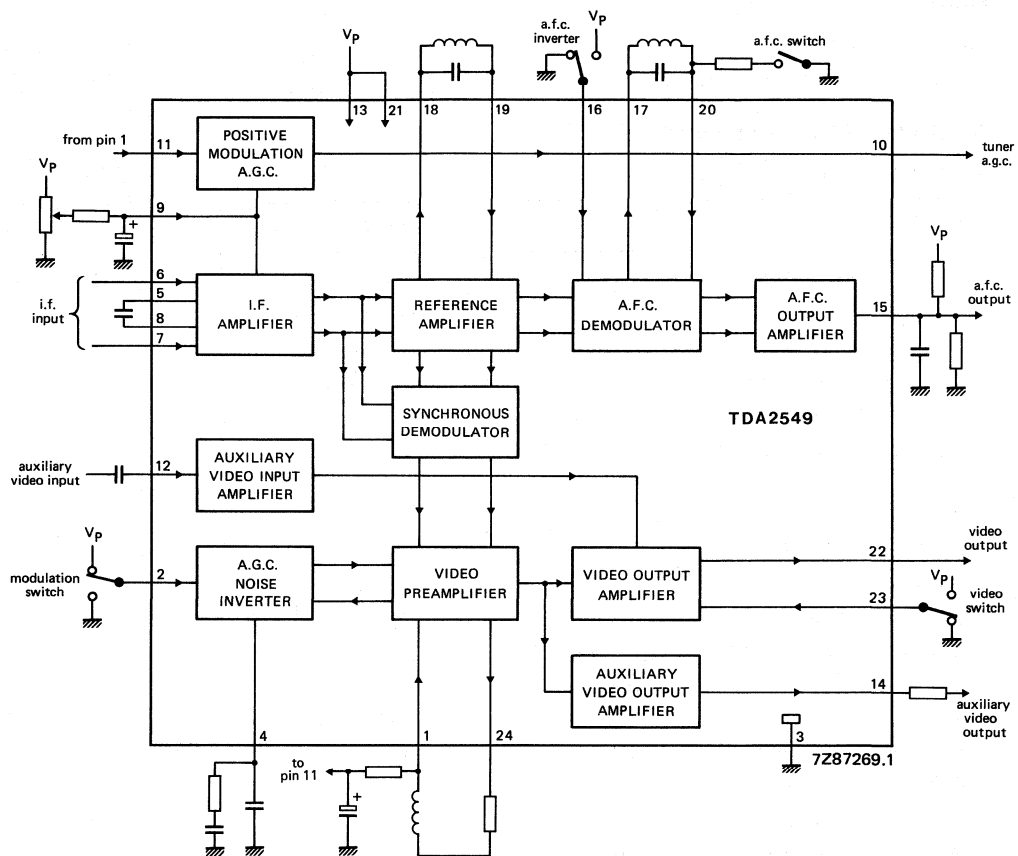 a.f.c.
inverter
VP
VP
a.f.c. switch
13
21
18
19
16
17
20
from pin 1
11
POSITIVE
MODULATION
A.G.C.
10
tuner
a.g.c.
VP
9
+
VP
i.f.
input
6
5
8
7
I.F.
AMPLIFIER
REFERENCE
AMPLIFIER
A.F.C.
DEMODULATOR
A.F.C.
OUTPUT
AMPLIFIER
15
a.f.c.
output
SYNCHRONOUS
DEMODULATOR
TDA2549
auxiliary
video input
12
AUXILIARY
VIDEO INPUT
AMPLIFIER
VP
modulation
switch
2
A.G.C.
NOISE
INVERTER
VIDEO
PREAMPLIFIER
VIDEO OUTPUT
AMPLIFIER
22
video
output
VP
23
video
switch
AUXILIARY
VIDEO OUTPUT
AMPLIFIER
14
auxiliary
video
output
4
1
24
3
7Z87269.1
to
pin 11
+